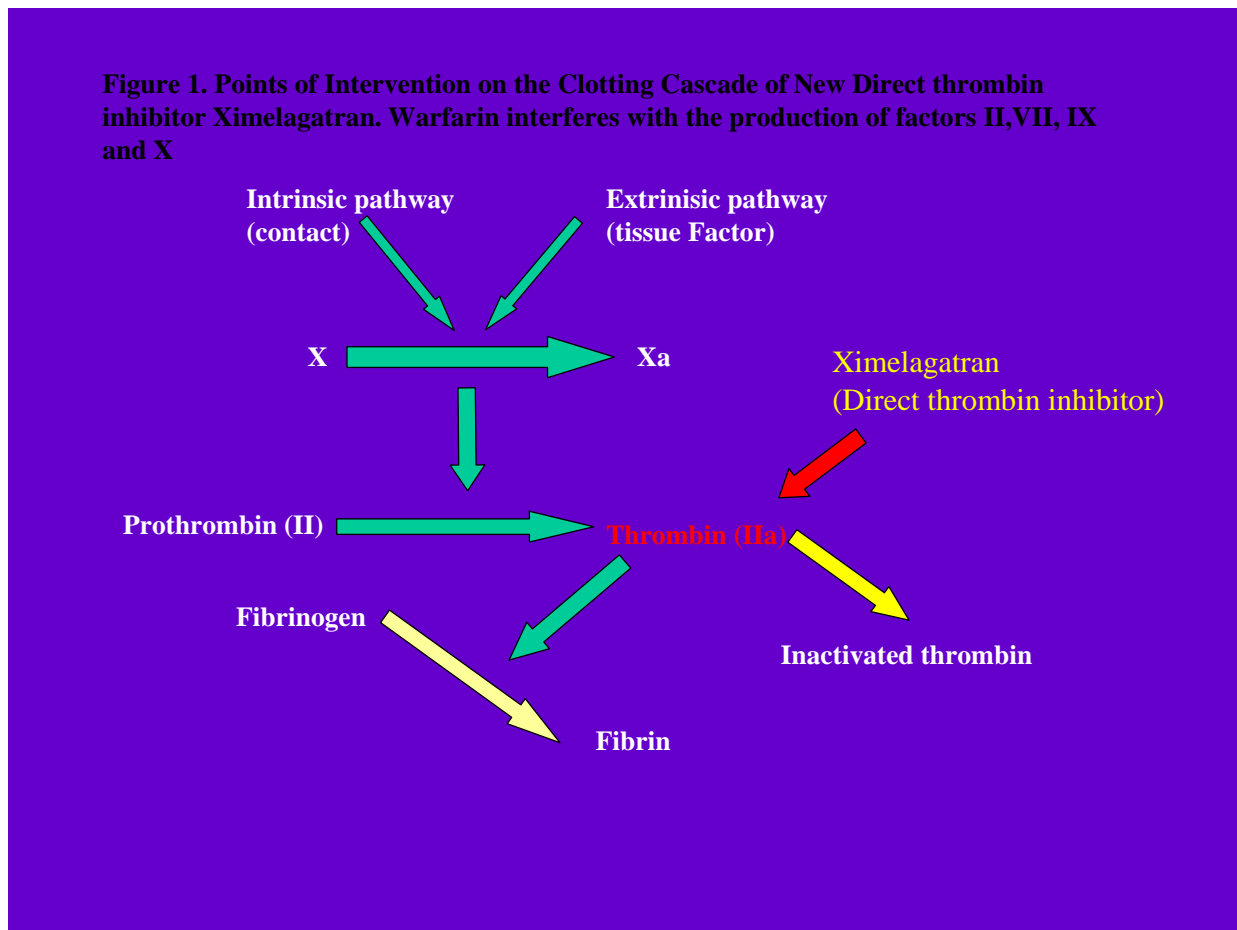 Figure 1. Points of Intervention on the Clotting Cascade of New Direct thrombin
inhibitor Ximelagatran. Warfarin interferes with the production of factors II,VII, IX
and X
Intrinsic pathway
(contact)
Extrinisic pathway
(tissue Factor)
X
Xa
Ximelagatran
(Direct thrombin inhibitor)
Prothrombin (II)
Thrombin (IIa)
Fibrinogen
Inactivated thrombin
Fibrin